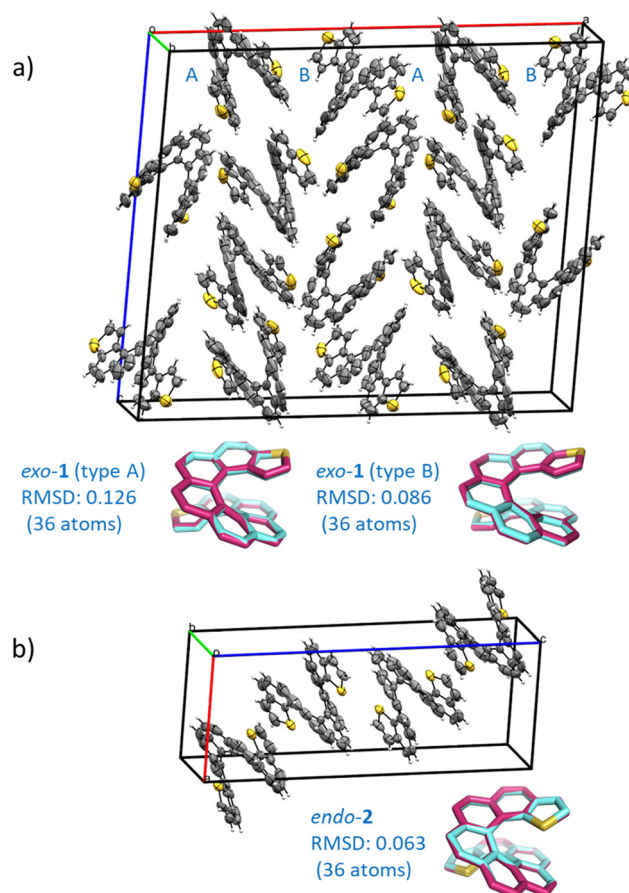 a)
o
b
a
A
B
A
B
exo-1 (type A)
RMSD: 0.126
(36 atoms)
exo-1 (type B)
RMSD: 0.086
(36 atoms)
b)
b
o
c
endo-2
RMSD: 0.063
(36 atoms)